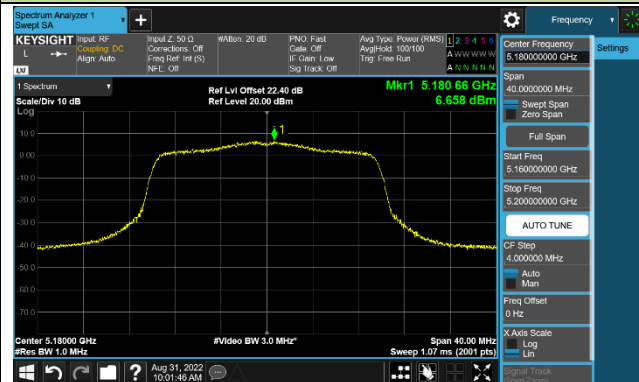 Spectrum Analyzer 1
Swept SA
Frequency
KEYSIGHT
Input: RF
Coupling: DC
Align: Auto
Input Z: 50 Ω
Corrections: Off
Freq Ref: Int (S)
NFE: Off
#Atten: 20 dB
PNO: Fast
Gate: Off
IF Gain: Low
Sig Track: Off
Avg Type: Power (RMS)
Avg|Hold: 100/100
Trig: Free Run
1 2 3 4 5 6
A W W W W W
A N N N N N
L
LXI
1 Spectrum
Scale/Div 10 dB
Ref Lvl Offset 22.40 dB
Ref Level 20.00 dBm
Mkr1 5.180 66 GHz
6.658 dBm
Log
1
10.0
0.00
-10.0
-20.0
-30.0
-40.0
-50.0
-60.0
-70.0
Center 5.18000 GHz
#Res BW 1.0 MHz
#Video BW 3.0 MHz*
Span 40.00 MHz
Sweep 1.07 ms (2001 pts)
Aug 31, 2022
10:01:46 AM
Center Frequency
5.180000000 GHz
Settings
Span
40.0000000 MHz
Swept Span
Zero Span
Full Span
Start Freq
5.160000000 GHz
Stop Freq
5.200000000 GHz
AUTO TUNE
CF Step
4.000000 MHz
Auto
Man
Freq Offset
0 Hz
X Axis Scale
Log
Lin
Signal Track
(Span Zoom)